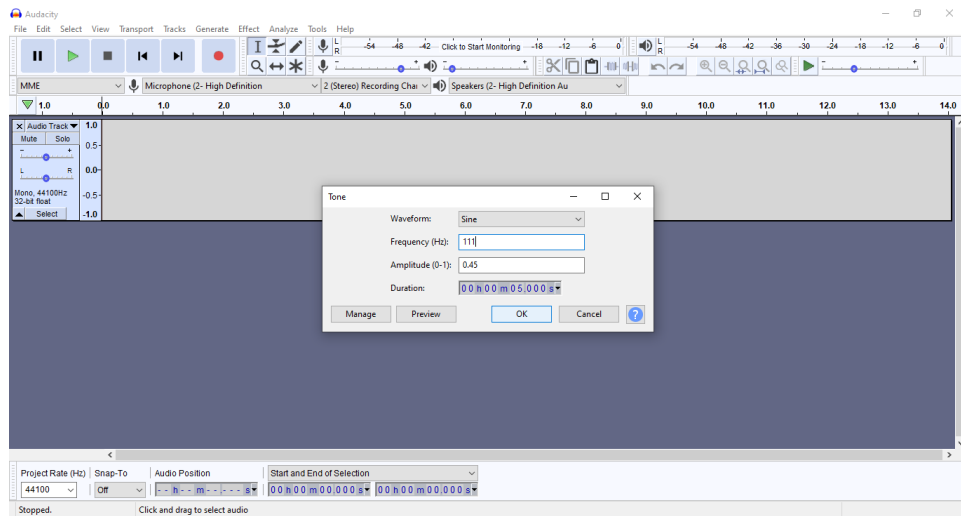 Audacity
File Edit Select View Transport Tracks Generate Effect Analyze Tools Help
L R -54 -48 -42 Click to Start Monitoring -18 -12 -6 0 L R -54 -48 -42 -36 -30 -24 -18 -12 -6 0
- + - + - +
MME Microphone (2- High Definition 2 (Stereo) Recording Chai Speakers (2- High Definition Au
1.0 0.0 1.0 2.0 3.0 4.0 5.0 6.0 7.0 8.0 9.0 10.0 11.0 12.0 13.0 14.0
X Audio Track 1.0
Mute Solo 0.5
- +
L R 0.0
Mono, 44100Hz -0.5
32-bit float
Select -1.0
Tone
Waveform: Sine
Frequency (Hz): 111
Amplitude (0-1): 0.45
Duration: 00 h 00 m 05.000 s
Manage Preview OK Cancel ?
Project Rate (Hz) Snap-To Audio Position Start and End of Selection
44100 Off -- h -- m -- --- s 00 h 00 m 00.000 s 00 h 00 m 00.000 s
Stopped. Click and drag to select audio